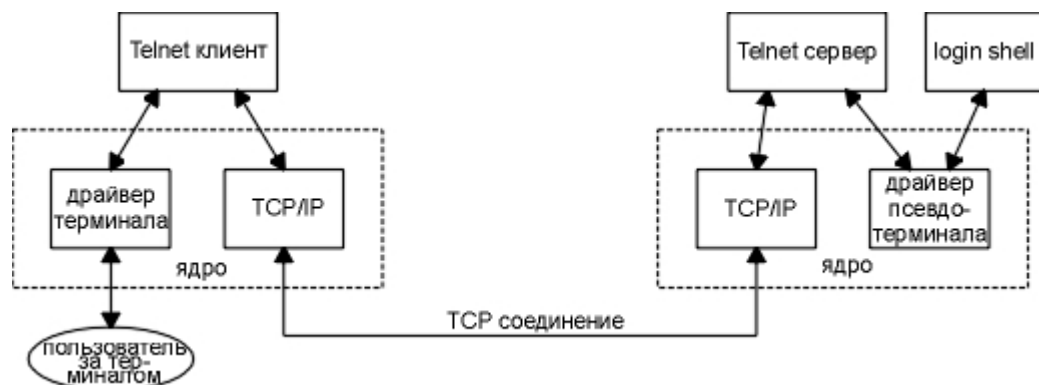 Telnet клиент
Telnet сервер
login shell
драйвер
терминала
TCP/IP
TCP/IP
драйвер
псевдо-
терминала
ядро
ядро
TCP соединение
пользователь
за тер-
миналом